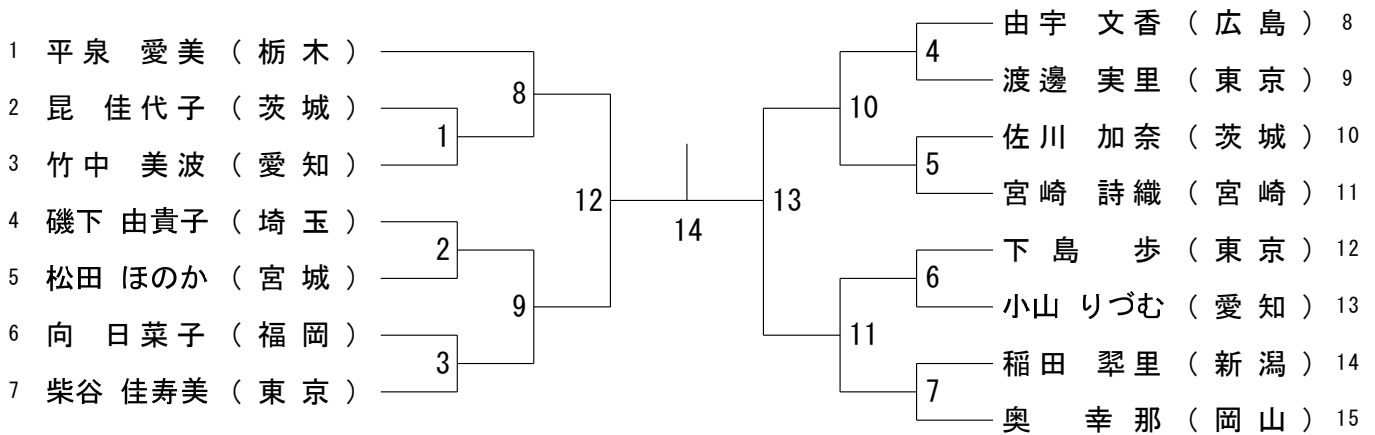 1 平泉 愛美 ( 栃木 )
2 昆 佳代子 ( 茨城 )
3 竹中 美波 ( 愛知 )
4 磯下 由貴子 ( 埼玉 )
5 松田 ほのか ( 宮城 )
6 向 日菜子 ( 福岡 )
7 柴谷 佳寿美 ( 東京 )
8
1
2
9
3
12
14
13
10
4
5
11
6
7
由宇 文香 ( 広島 ) 8
渡邊 実里 ( 東京 ) 9
佐川 加奈 ( 茨城 ) 10
宮崎 詩織 ( 宮崎 ) 11
下島 歩 ( 東京 ) 12
小山 りづむ ( 愛知 ) 13
稲田 翠里 ( 新潟 ) 14
奥 幸那 ( 岡山 ) 15